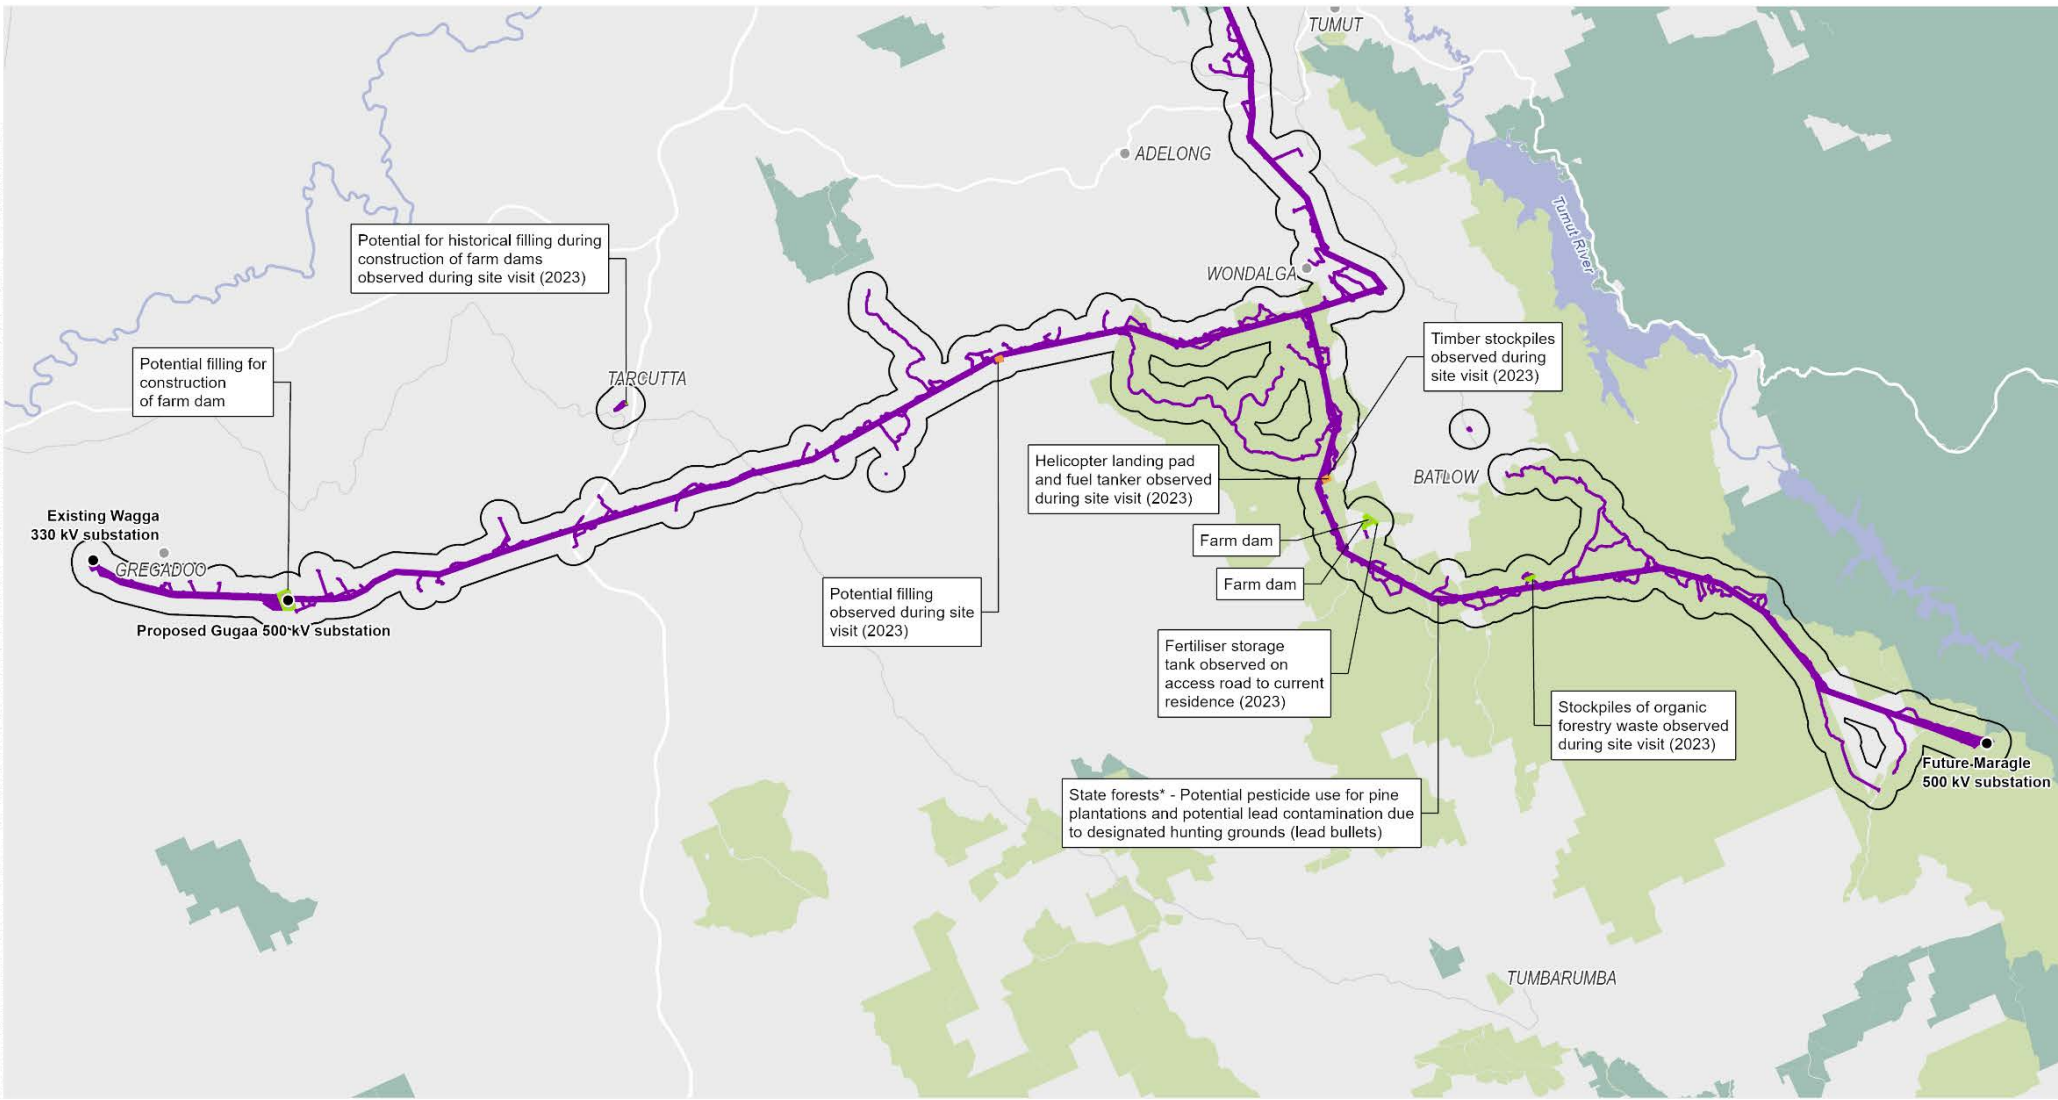 TUMUT
ADELONG
Tumut River
Potential for historical filling during
construction of farm dams
observed during site visit (2023)
WONDALGA
Timber stockpiles
observed during
site visit (2023)
Potential filling for
construction
of farm dam
TARCUTTA
Helicopter landing pad
and fuel tanker observed
during site visit (2023)
BATLOW
Existing Wagga
330 kV substation
GREGADOO
Farm dam
Farm dam
Potential filling
observed during site
visit (2023)
Proposed Gugaa 500 kV substation
Fertiliser storage
tank observed on
access road to current
residence (2023)
Stockpiles of organic
forestry waste observed
during site visit (2023)
Future Maragle
500 kV substation
State forests* - Potential pesticide use for pine
plantations and potential lead contamination due
to designated hunting grounds (lead bullets)
TUMBARUMBA